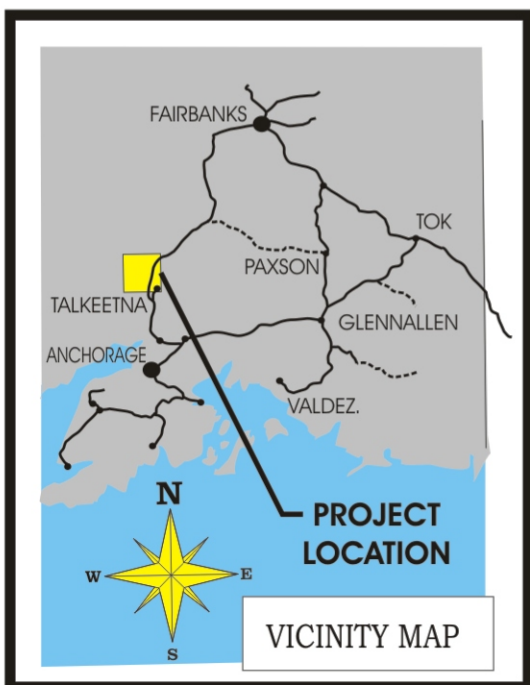 FAIRBANKS
TOK
PAXSON
TALKEETNA
GLENNALLEN
ANCHORAGE
VALDEZ.
N
W E
S
PROJECT
LOCATION
VICINITY MAP